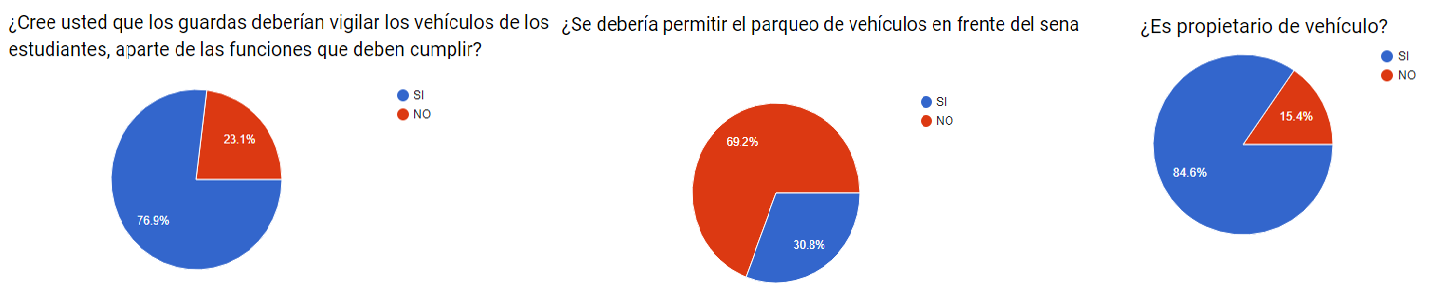 ¿Cree usted que los guardas deberían vigilar los vehículos de los
estudiantes, aparte de las funciones que deben cumplir?
SI
NO
23.1%
76.9%
¿Se debería permitir el parqueo de vehículos en frente del sena
SI
NO
69.2%
30.8%
¿Es propietario de vehículo?
SI
NO
15.4%
84.6%